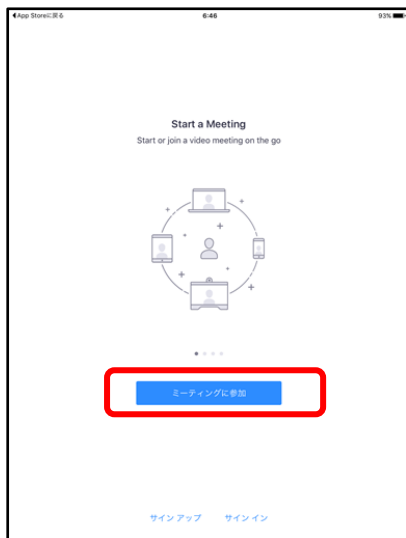 App Storeに戻る 6:46 93%
Start a Meeting
Start or join a video meeting on the go
ミーティングに参加
サイン アップ サイン イン